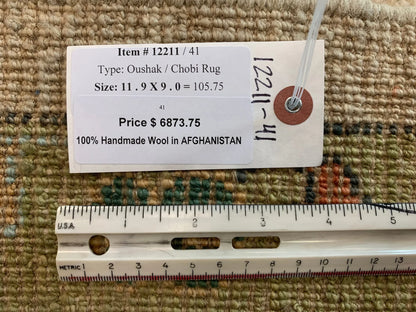 Item # 12211 / 41
Type: Oushak / Chobi Rug
Size: 11 . 9 X 9 . 0 = 105.75
41
Price $ 6873.75
100% Handmade Wool in AFGHANISTAN
12211-41
1 2 3 4 5
U.S.A
METRIC 1 2 3 4 5 6 7 8 9 10 11 12 13